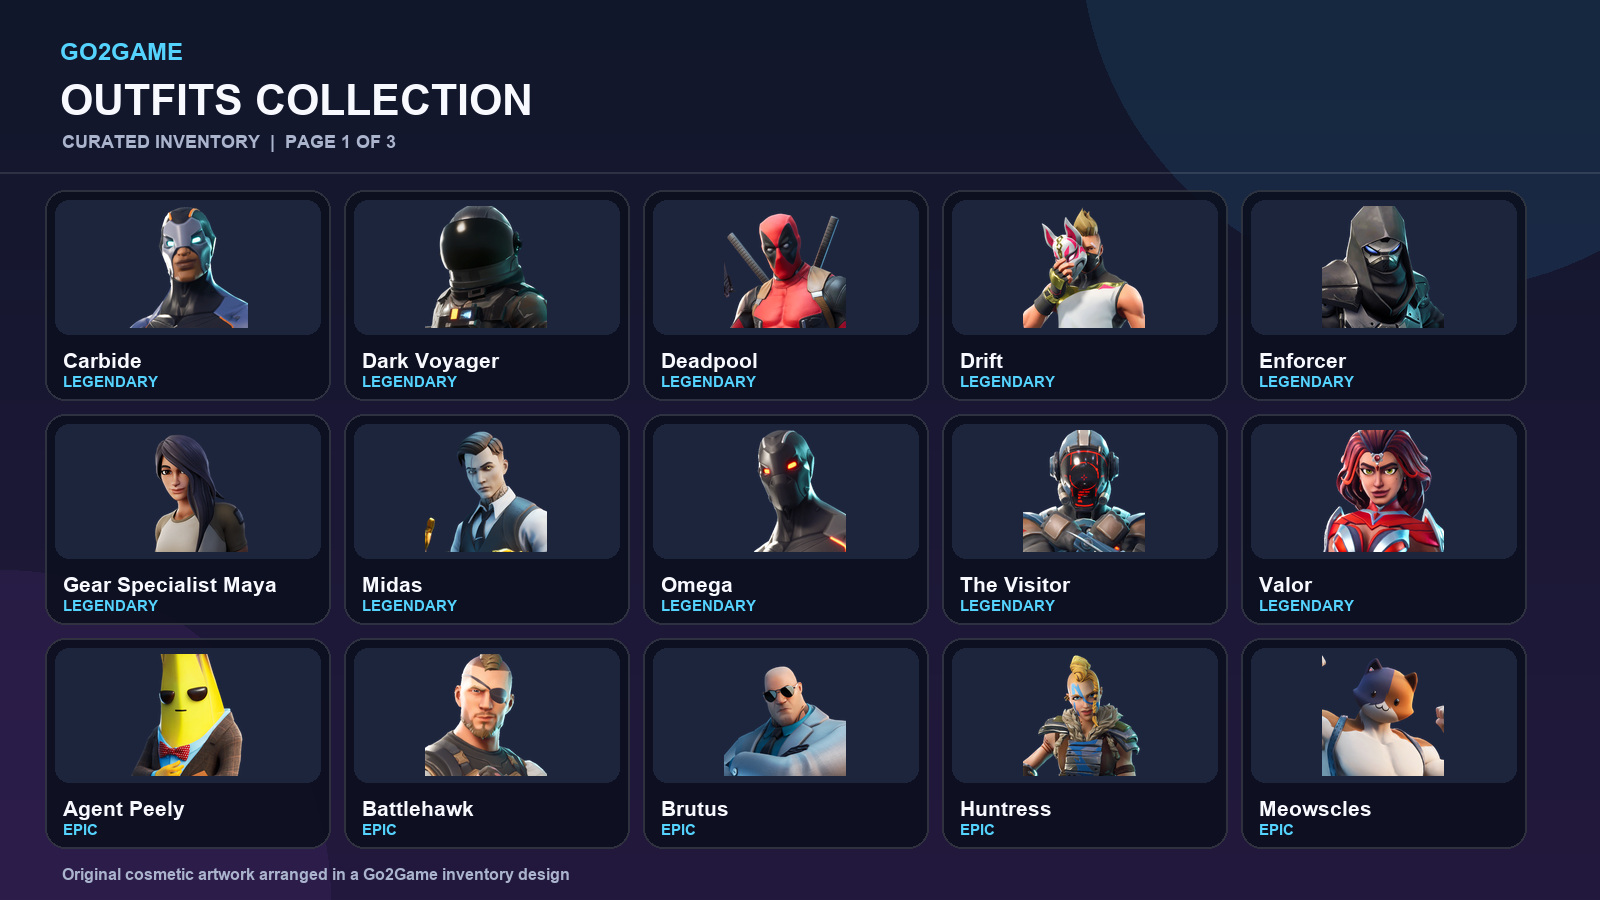 GO2GAME
OUTFITS COLLECTION
CURATED INVENTORY | PAGE 1 OF 3
Carbide
LEGENDARY
Dark Voyager
LEGENDARY
Deadpool
LEGENDARY
Drift
LEGENDARY
Enforcer
LEGENDARY
Gear Specialist Maya
LEGENDARY
Midas
LEGENDARY
Omega
LEGENDARY
The Visitor
LEGENDARY
Valor
LEGENDARY
Agent Peely
EPIC
Battlehawk
EPIC
Brutus
EPIC
Huntress
EPIC
Meowscles
EPIC
Original cosmetic artwork arranged in a Go2Game inventory design